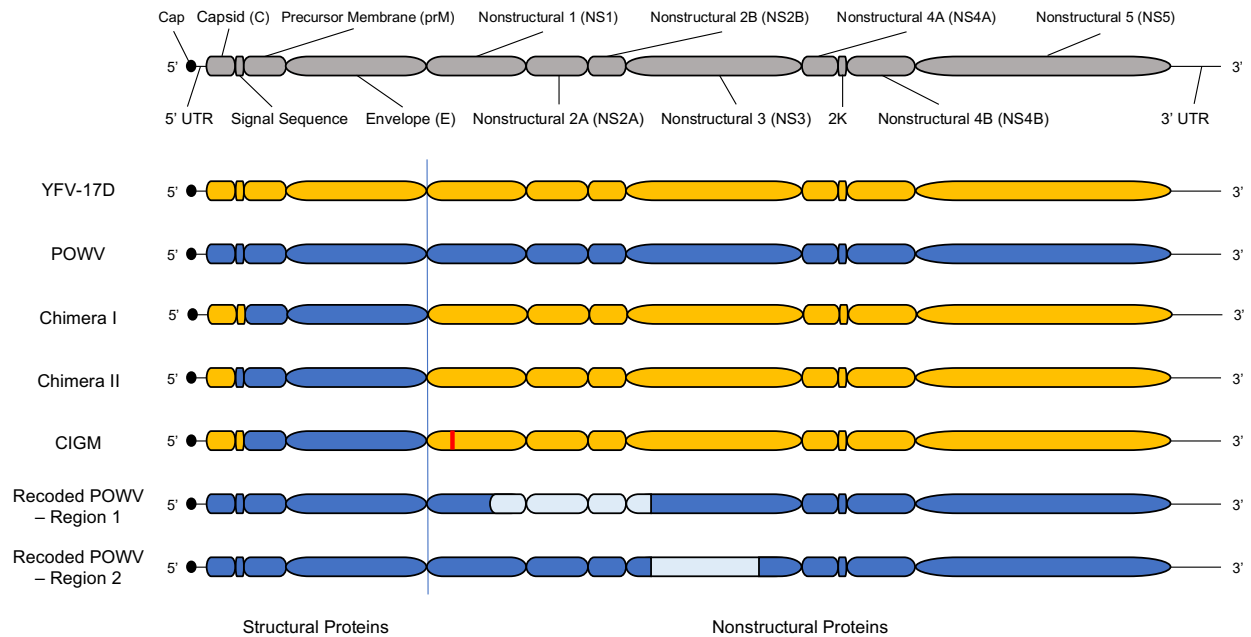 Cap
Capsid (C)
Precursor Membrane (prM)
Nonstructural 1 (NS1)
Nonstructural 2B (NS2B)
Nonstructural 4A (NS4A)
Nonstructural 5 (NS5)
5’
3’
5’ UTR
Signal Sequence
Envelope (E)
Nonstructural 2A (NS2A)
Nonstructural 3 (NS3)
2K
Nonstructural 4B (NS4B)
3’ UTR
YFV-17D
5’
3’
POWV
5’
3’
Chimera I
5’
3’
Chimera II
5’
3’
CIGM
5’
3’
Recoded POWV
– Region 1
5’
3’
Recoded POWV
– Region 2
5’
3’
Structural Proteins
Nonstructural Proteins